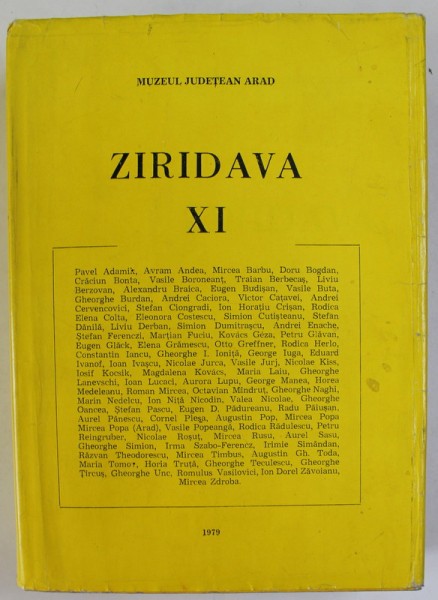 MUZEUL JUDEȚEAN ARAD
ZIRIDAVA
XI
Pavel Adamik, Avram Andea, Mircea Barbu, Doru Bogdan,
Crăciun Bonta, Vasile Boroneanț, Traian Berbecaș, Liviu
Berzovan, Alexandru Braica, Eugen Budișan, Vasile Buta,
Gheorghe Burdan, Andrei Caciora, Victor Cațavei, Andrei
Cervencovici, Ștefan Ciongradi, Ion Horațiu Crișan, Rodica
Elena Colta, Eleonora Costescu, Simion Cutișteanu, Ștefan
Dănilă, Liviu Derban, Simion Dumitrașcu, Andrei Enache,
Ștefan Ferenczi, Marțian Fuciu, Kovács Géza, Petru Glăvan,
Eugen Glück, Elena Grămescu, Otto Greffner, Rodica Herlo,
Constantin Iancu, Gheorghe I. Ioniță, George Iuga, Eduard
Ivanof, Ioan Ivașcu, Nicolae Jurca, Vasile Jurj, Nicolae Kiss,
Iosif Kocsik, Magdalena Kovács, Maria Laiu, Gheorghe
Lanevschi, Ioan Lucaci, Aurora Lupu, George Manea, Horea
Medeleanu, Roman Mircea, Octavian Mîndruț, Gheorghe Naghi,
Marin Nedelcu, Ion Niță Nicodin, Valea Nicolae, Gheorghe
Oancea, Ștefan Pascu, Eugen D. Pădureanu, Radu Păiușan,
Aurel Pănescu, Cornel Pleșa, Augustin Pop, Mircea Popa
Mircea Popa (Arad), Vasile Popeangă, Rodica Rădulescu, Petru
Reingruber, Nicolae Roșuț, Mircea Rusu, Aurel Sasu,
Gheorghe Simion, Irma Szabo-Ferencz, Irimie Simăndan,
Răzvan Theodorescu, Mircea Timbus, Augustin Gh. Toda,
Maria Horia Truță, Gheorghe Teculescu, Gheorghe
Țircuș, Gheorghe Unc, Romulus Vasilovici, Ion Dorel Zăvoianu,
Mircea Zdroba.
1979